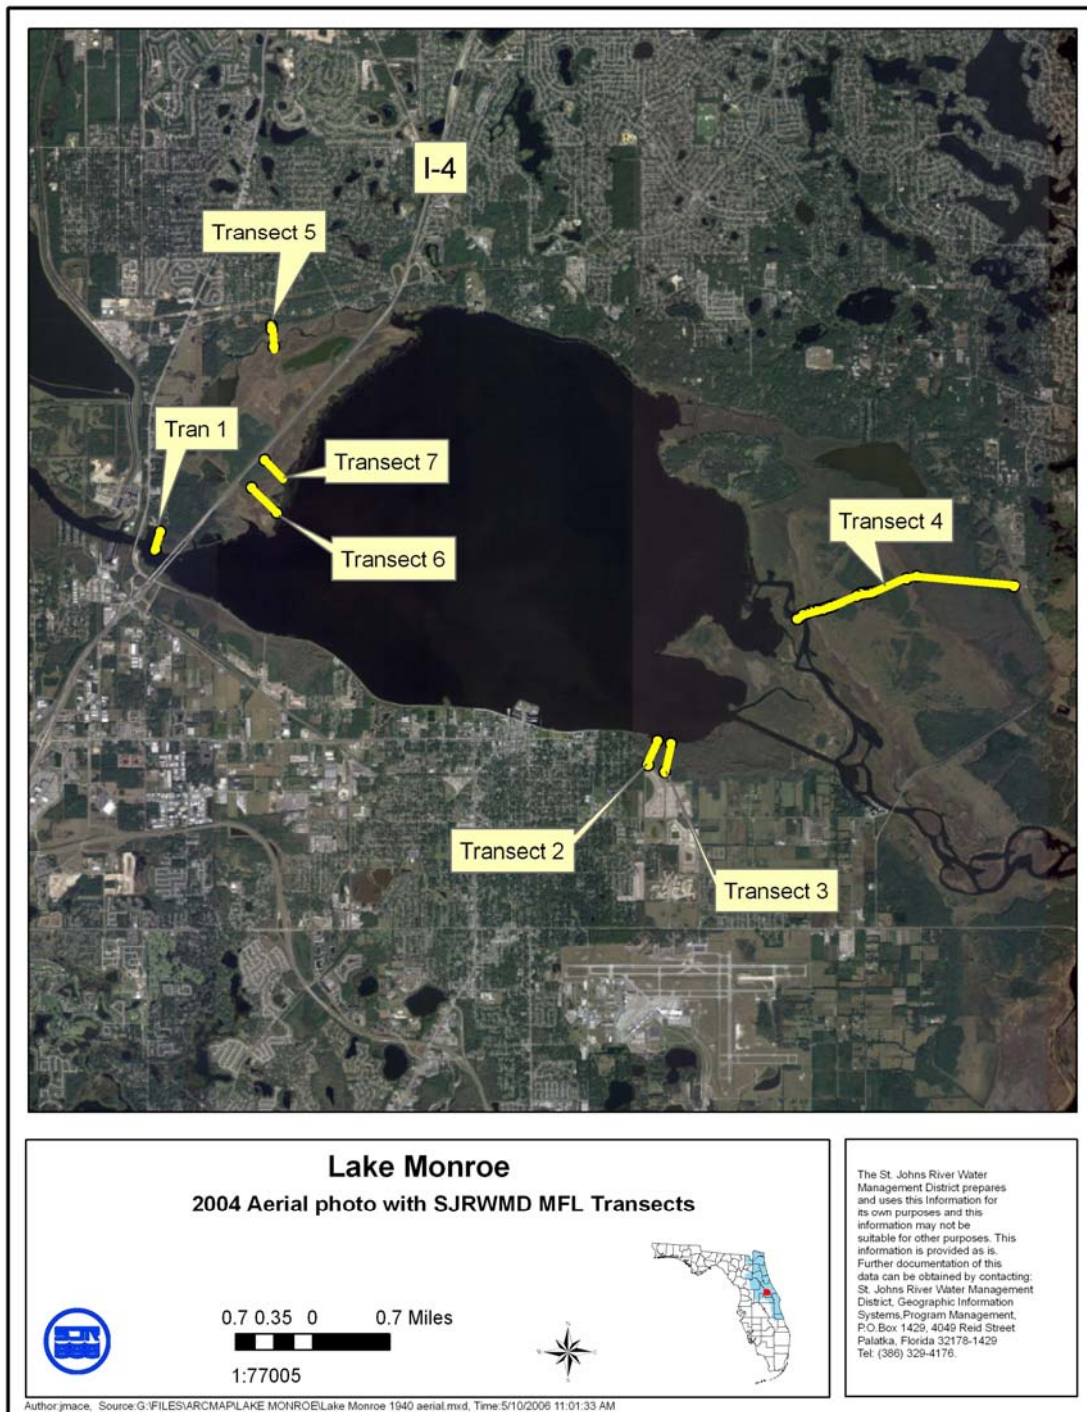 I-4
Transect 5
Tran 1
Transect 7
Transect 6
Transect 4
Transect 2
Transect 3
Lake Monroe
2004 Aerial photo with SJRWMD MFL Transects
0.7 0.35 0 0.7 Miles
1:77005
The St. Johns River Water
Management District prepares
and uses this Information for
its own purposes and this
information may not be
suitable for other purposes. This
information is provided as is.
Further documentation of this
data can be obtained by contacting:
St. Johns River Water Management
District, Geographic Information
Systems,Program Management,
P.O.Box 1429, 4049 Reid Street
Palatka, Florida 32178-1429
Tel: (386) 329-4176.
Author:jmace, Source:G:\FILES\ARCMAP\LAKE MONROE\Lake Monroe 1940 aerial.mxd, Time:5/10/2006 11:01:33 AM